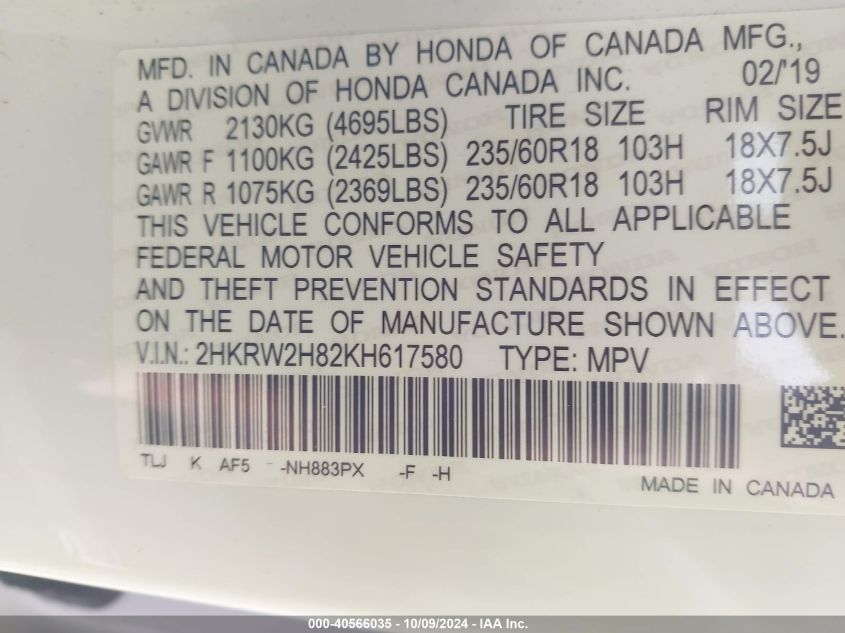 MFD. IN CANADA BY HONDA OF CANADA MFG.,
A DIVISION OF HONDA CANADA INC. 02/'19
GVWR 2130KG (4695LBS) TIRE SIZE RIM SIZE
GAWR F 1100KG (2425LBS) 235/60R18 103H 18X7.5J
GAWR R 1075KG (2369LBS) 235/60R18 103H 18X7.5J
THIS VEHICLE CONFORMS TO ALL APPLICABLE
FEDERAL MOTOR VEHICLE SAFETY
AND THEFT PREVENTION STANDARDS IN EFFECT
ON THE DATE OF MANUFACTURE SHOWN ABOVE.
V.I.N.: 2HKRW2H82KH617580 TYPE: MPV
TLJ K AF5 -NH883PX -F -H
MADE IN CANADA
000-40566035 - 10/09/2024 - IAA Inc.